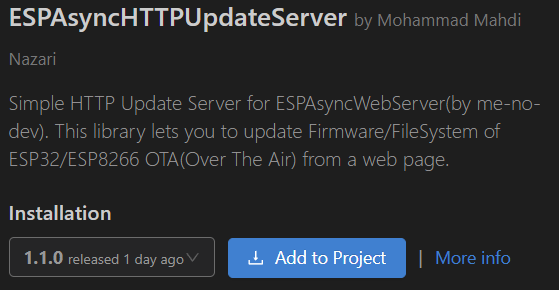 ESPAsyncHTTPUpdateServer by Mohammad Mahdi
Nazari
Simple HTTP Update Server for ESPAsyncWebServer(by me-no-
dev). This library lets you to update Firmware/FileSystem of
ESP32/ESP8266 OTA(Over The Air) from a web page.
Installation
1.1.0 released 1 day ago Add to Project | More info